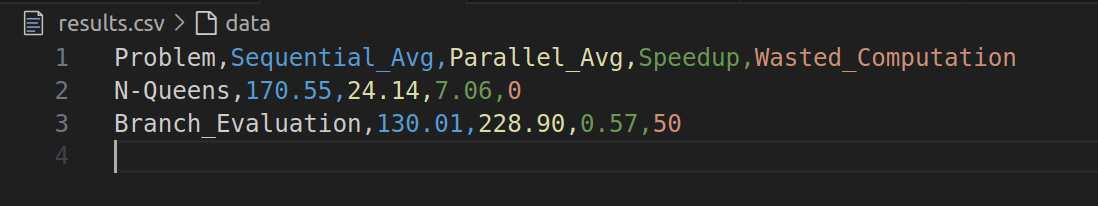 results.csv > data
1 Problem,Sequential_Avg,Parallel_Avg,Speedup,Wasted_Computation
2 N-Queens,170.55,24.14,7.06,0
3 Branch_Evaluation,130.01,228.90,0.57,50
4